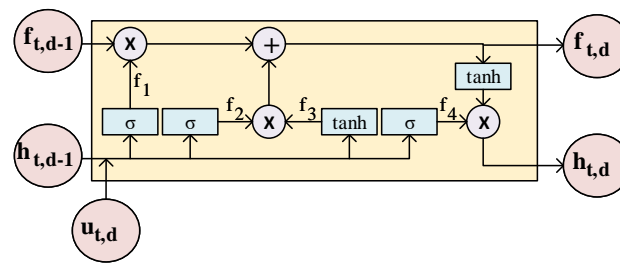 f_{t,d-1}
x
+
f_{t,d}
tanh
f_1
f_2
f_3
f_4
σ
σ
x
tanh
σ
x
h_{t,d-1}
h_{t,d}
u_{t,d}